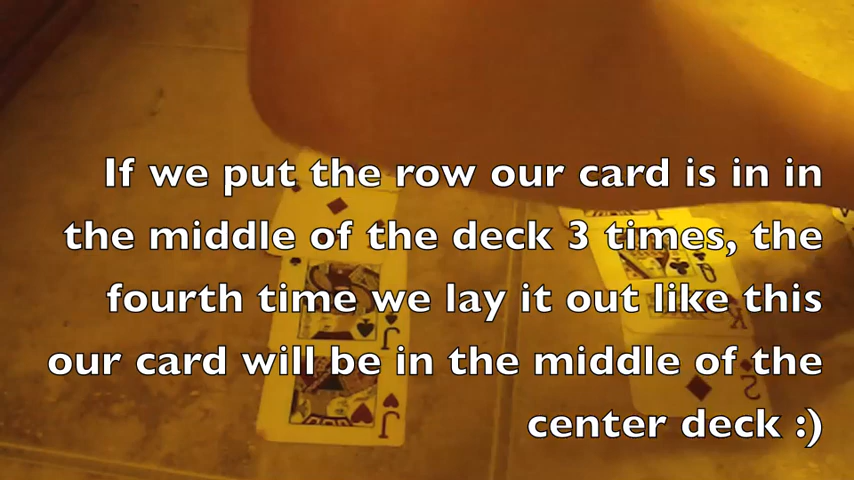 If we put the row our card is in in
the middle of the deck 3 times, the
fourth time we lay it out like this
our card will be in the middle of the
center deck :)
J
J
Q
K
2